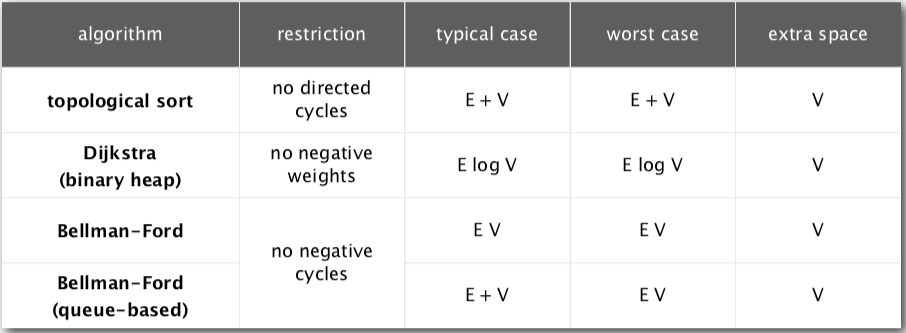 algorithm restriction typical case worst case extra space
topological sort no directed cycles E + V E + V V
Dijkstra (binary heap) no negative weights E log V E log V V
Bellman-Ford no negative cycles E V E V V
Bellman-Ford (queue-based) E + V E V V